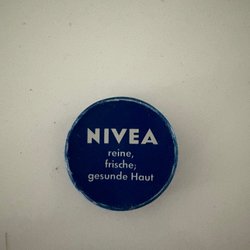 NIVEA
reine,
frische,
gesunde Haut